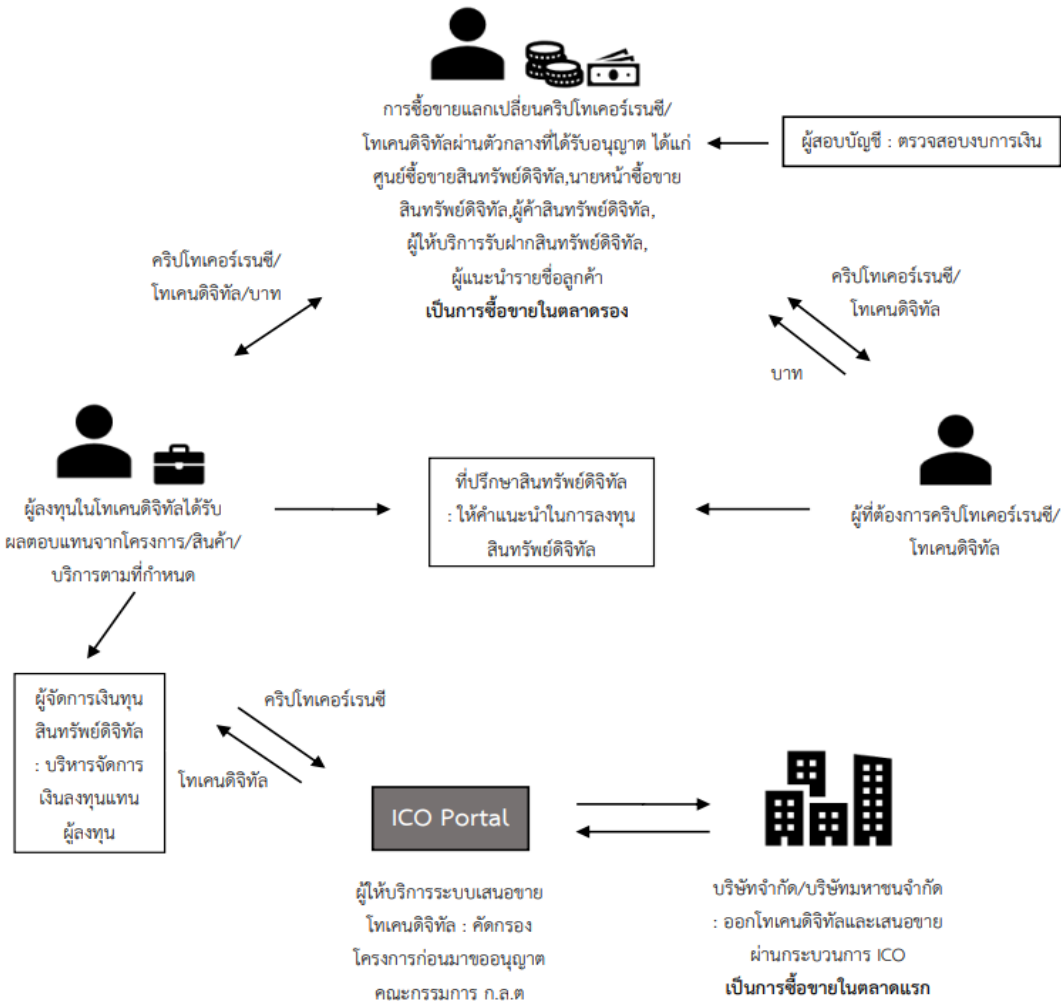 การซื้อขายแลกเปลี่ยนคริปโทเคอร์เรนซี/
โทเคนดิจิทัลผ่านตัวกลางที่ได้รับอนุญาต ได้แก่
ศูนย์ซื้อขายสินทรัพย์ดิจิทัล,นายหน้าซื้อขาย
สินทรัพย์ดิจิทัล,ผู้ค้าสินทรัพย์ดิจิทัล,
ผู้ให้บริการรับฝากสินทรัพย์ดิจิทัล,
ผู้แนะนำรายชื่อลูกค้า
เป็นการซื้อขายในตลาดรอง
ผู้สอบบัญชี : ตรวจสอบงบการเงิน
คริปโทเคอร์เรนซี/
โทเคนดิจิทัล/บาท
คริปโทเคอร์เรนซี/
โทเคนดิจิทัล
บาท
ผู้ลงทุนในโทเคนดิจิทัลได้รับ
ผลตอบแทนจากโครงการ/สินค้า/
บริการตามที่กำหนด
ที่ปรึกษาสินทรัพย์ดิจิทัล
: ให้คำแนะนำในการลงทุน
สินทรัพย์ดิจิทัล
ผู้ที่ต้องการคริปโทเคอร์เรนซี/
โทเคนดิจิทัล
ผู้จัดการเงินทุน
สินทรัพย์ดิจิทัล
: บริหารจัดการ
เงินลงทุนแทน
ผู้ลงทุน
คริปโทเคอร์เรนซี
โทเคนดิจิทัล
ICO Portal
ผู้ให้บริการระบบเสนอขาย
โทเคนดิจิทัล : คัดกรอง
โครงการก่อนมาขออนุญาต
คณะกรรมการ ก.ล.ต
บริษัทจำกัด/บริษัทมหาชนจำกัด
: ออกโทเคนดิจิทัลและเสนอขาย
ผ่านกระบวนการ ICO
เป็นการซื้อขายในตลาดแรก